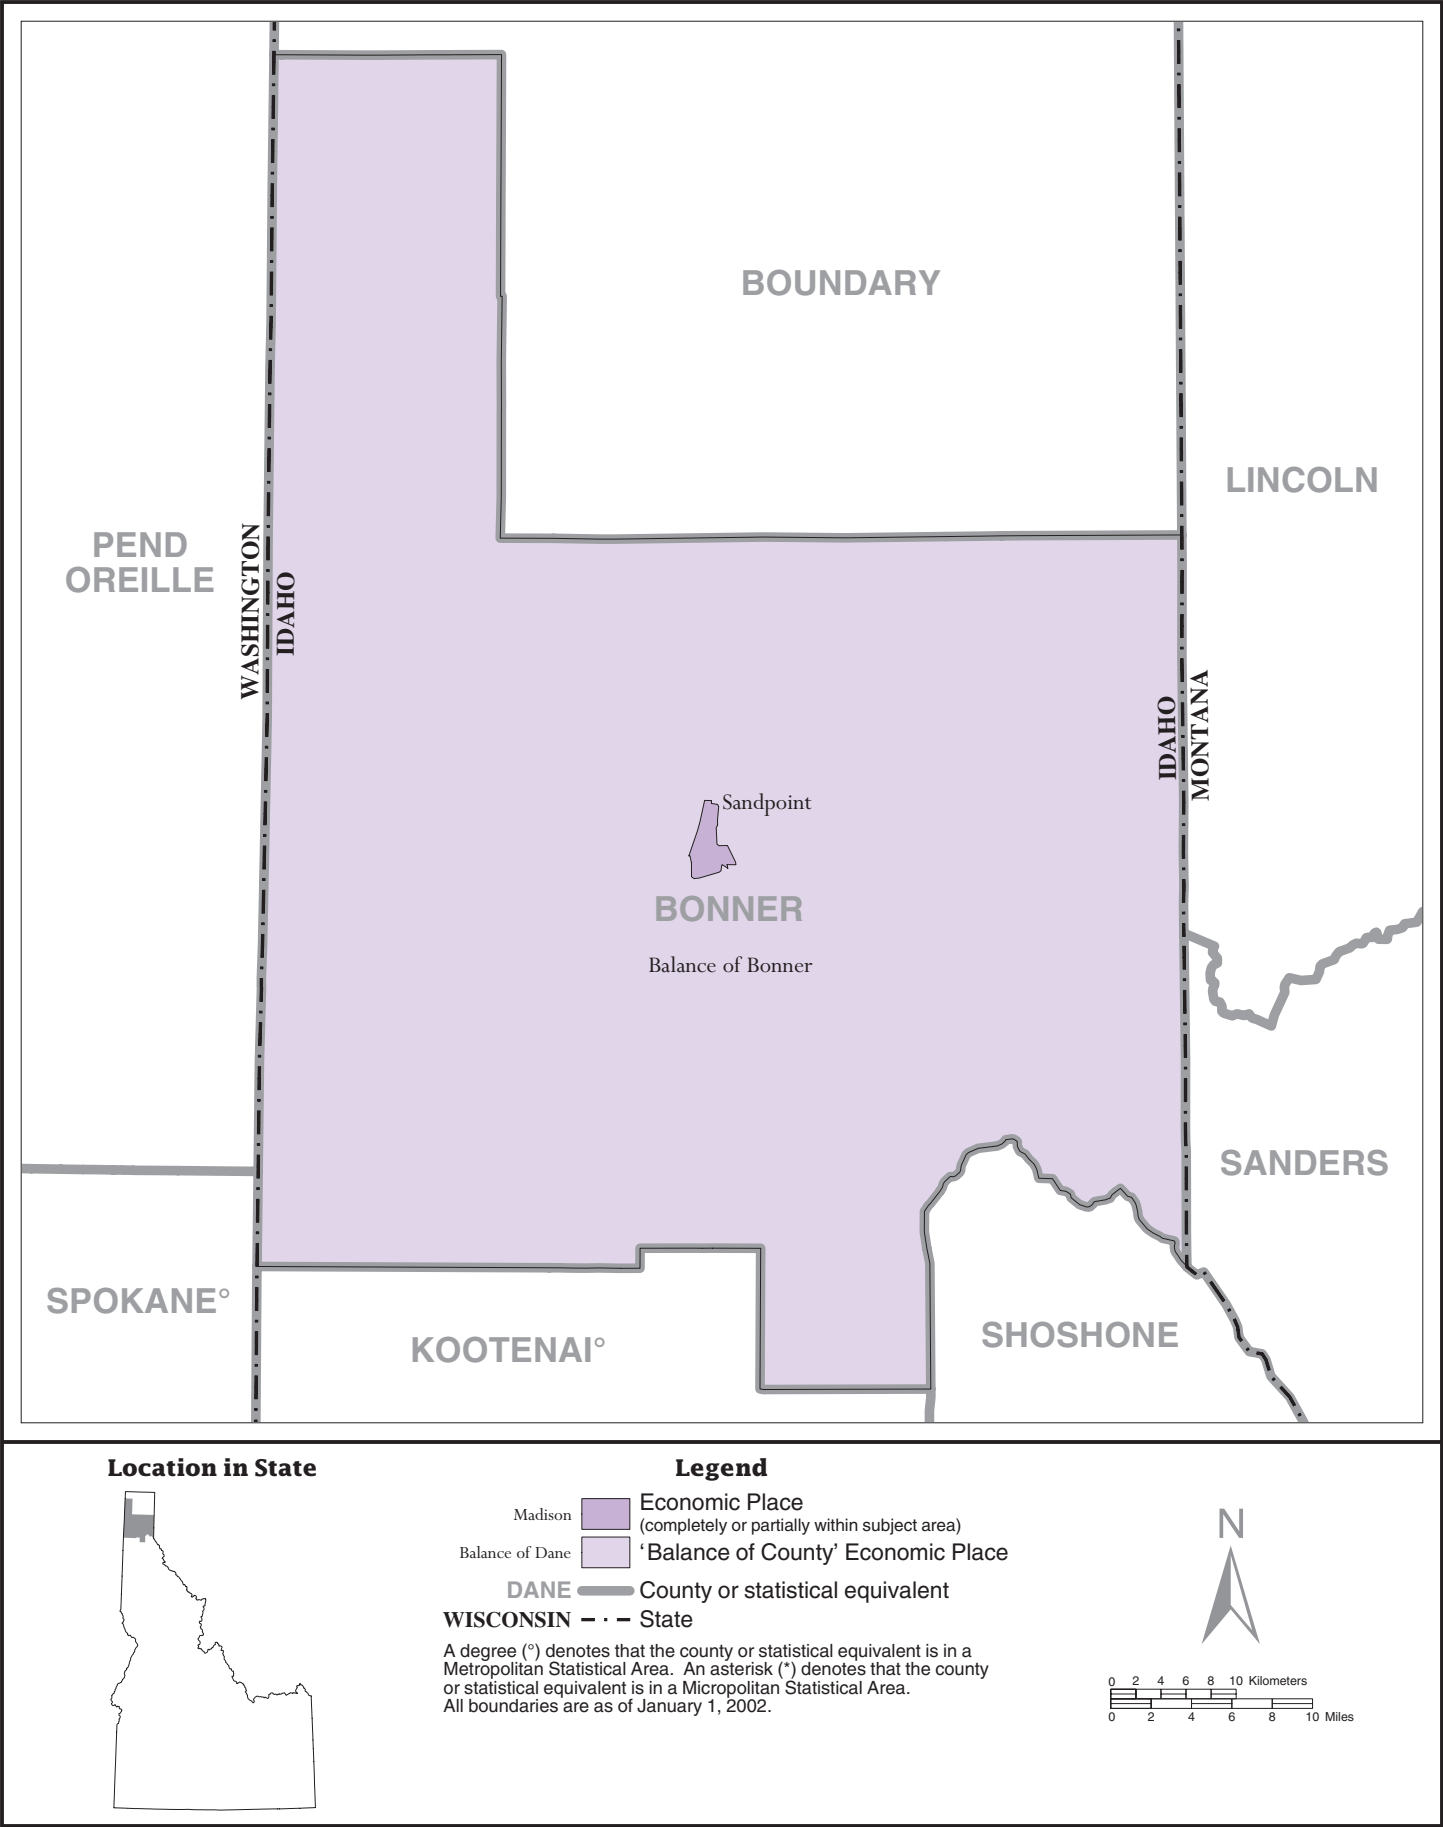 BOUNDARY
LINCOLN
PEND
OREILLE
WASHINGTON
IDAHO
IDAHO
MONTANA
Sandpoint
BONNER
Balance of Bonner
SANDERS
SPOKANE°
KOOTENAI°
SHOSHONE
Location in State
Legend
Madison
Economic Place
(completely or partially within subject area)
Balance of Dane
‘Balance of County’ Economic Place
DANE
County or statistical equivalent
WISCONSIN
State
A degree (°) denotes that the county or statistical equivalent is in a
Metropolitan Statistical Area. An asterisk (*) denotes that the county
or statistical equivalent is in a Micropolitan Statistical Area.
All boundaries are as of January 1, 2002.
N
0 2 4 6 8 10 Kilometers
0 2 4 6 8 10 Miles